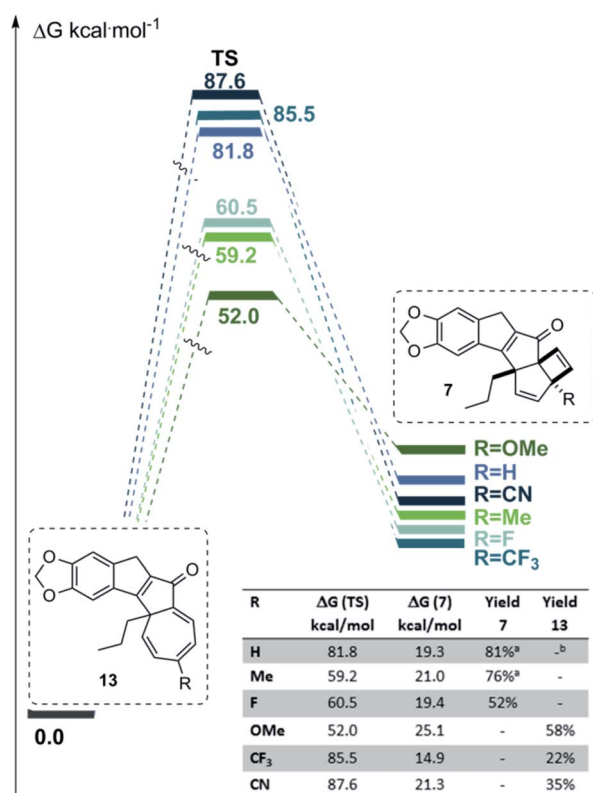 ΔG kcal·mol⁻¹
TS
87.6
85.5
81.8
60.5
59.2
52.0
O
O
O
7
R
R=OMe
R=H
R=CN
R=Me
R=F
R=CF₃
O
O
O
13
R
0.0
R ΔG (TS) kcal/mol ΔG (7) kcal/mol Yield 7 Yield 13
H 81.8 19.3 81%ᵃ -ᵇ
Me 59.2 21.0 76%ᵃ -
F 60.5 19.4 52% -
OMe 52.0 25.1 - 58%
CF₃ 85.5 14.9 - 22%
CN 87.6 21.3 - 35%